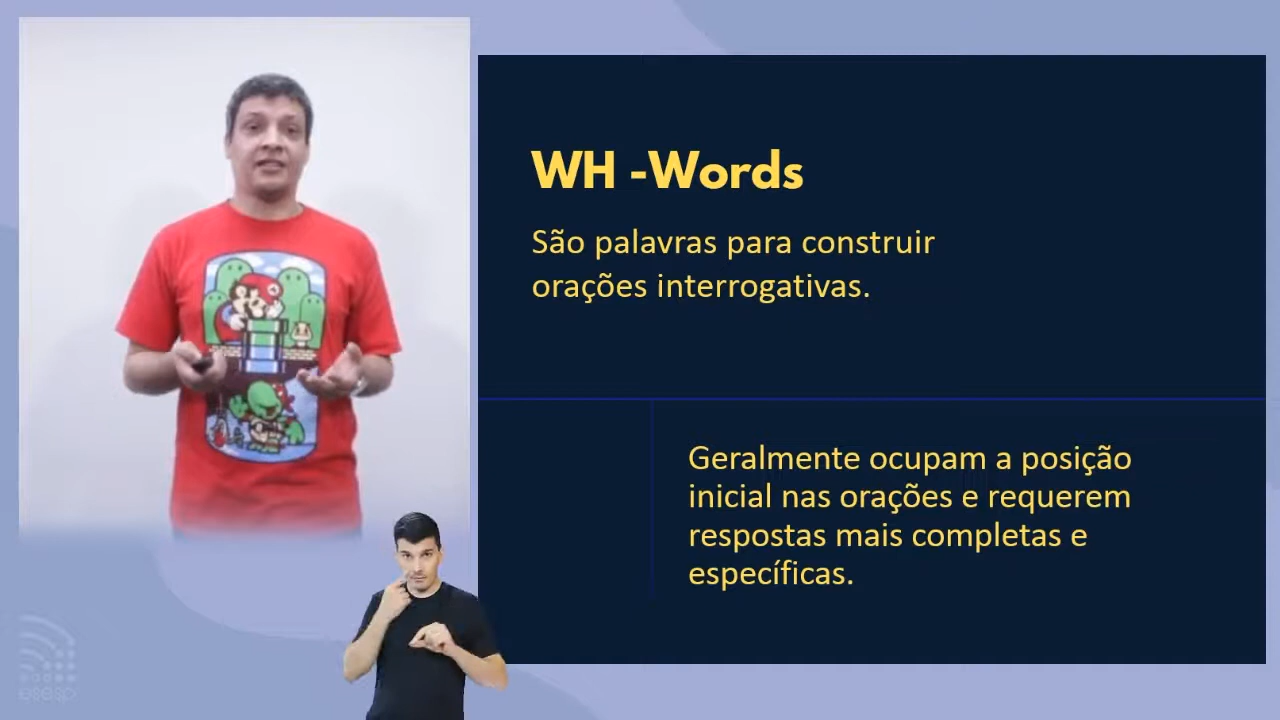 WH -Words
São palavras para construir
orações interrogativas.
Geralmente ocupam a posição
inicial nas orações e requerem
respostas mais completas e
específicas.